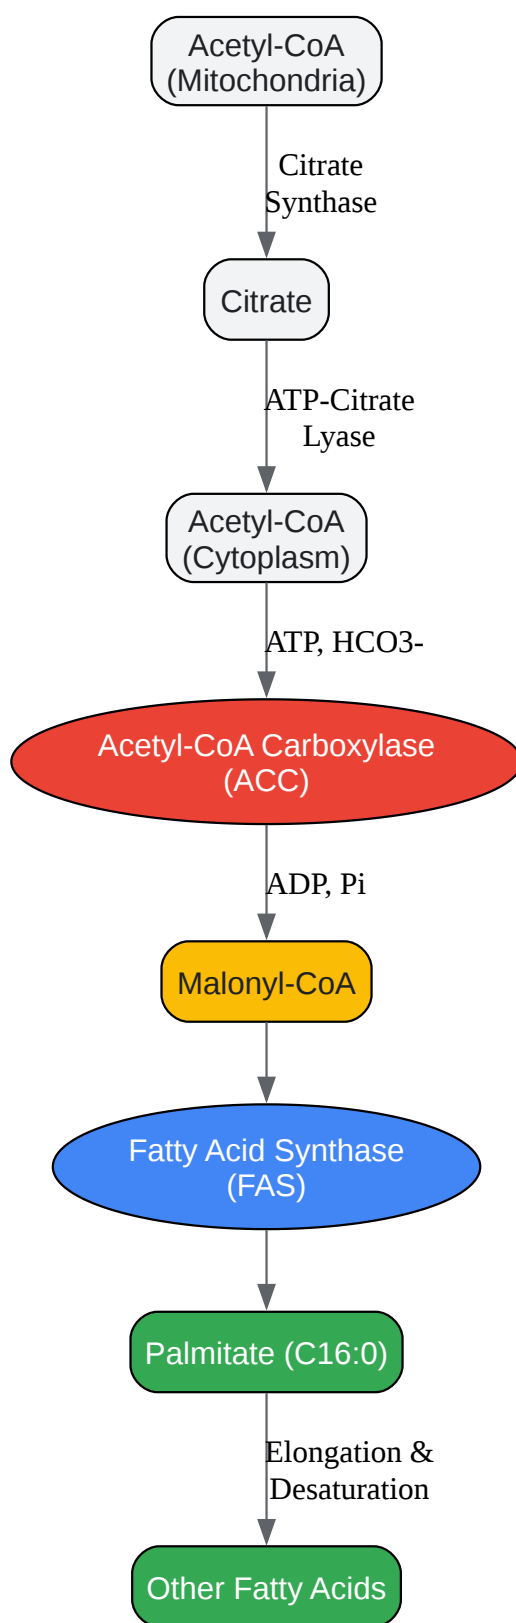 Acetyl-CoA
(Mitochondria)
Citrate
Synthase
Citrate
ATP-Citrate
Lyase
Acetyl-CoA
(Cytoplasm)
ATP, HCO3-
Acetyl-CoA Carboxylase
(ACC)
ADP, Pi
Malonyl-CoA
Fatty Acid Synthase
(FAS)
Palmitate (C16:0)
Elongation &
Desaturation
Other Fatty Acids